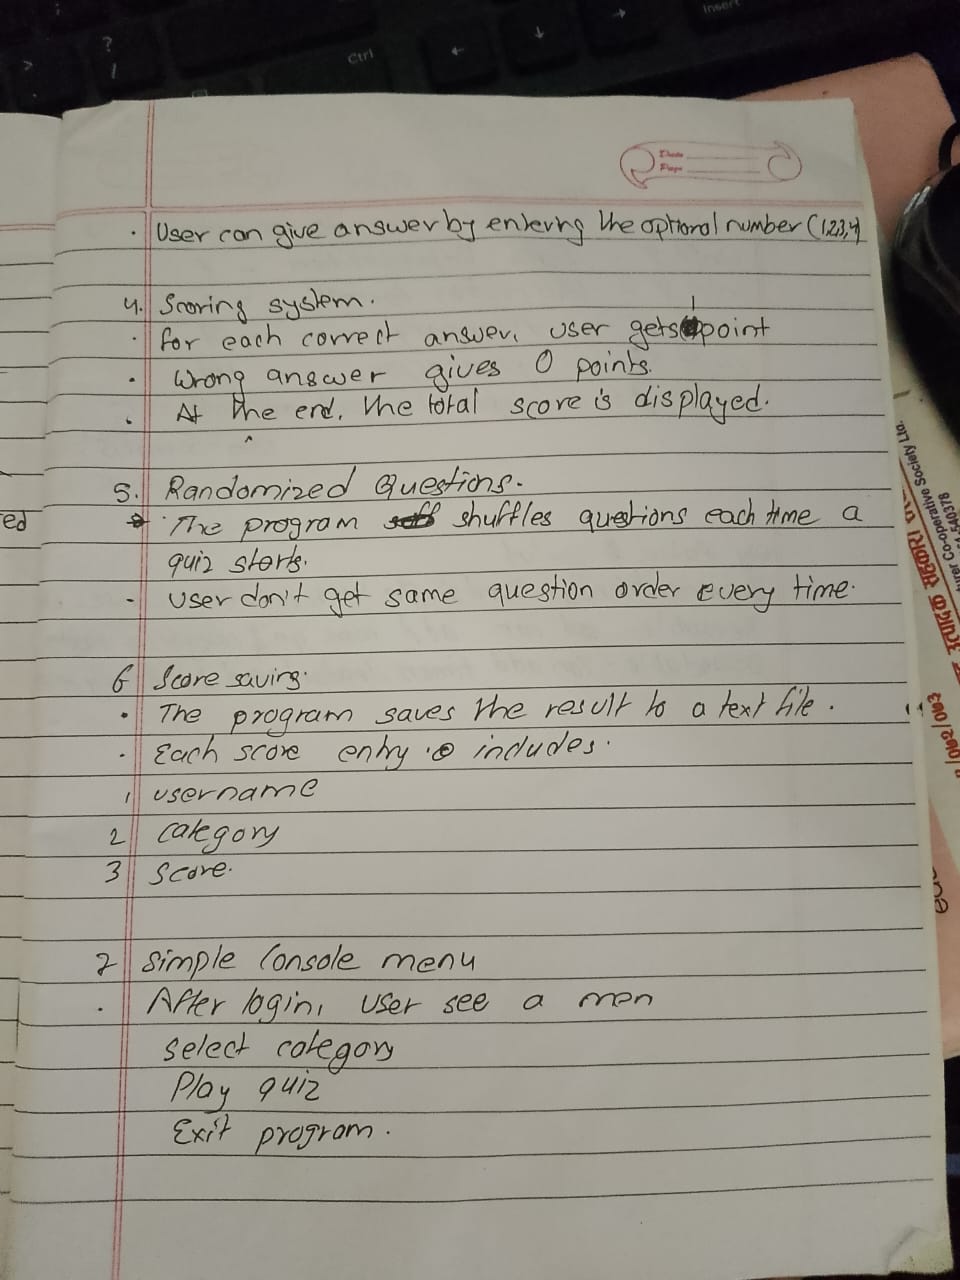 ?
/
>
Ctrl
←
↓
→
Insert
Date
Page
· User can give answer by entering the optional number (1,2,3,4)
4. Scoring system.
· for each correct answer, user gets 1 point
· Wrong answer gives 0 points.
· At the end, the total score is displayed.
5. Randomized Questions.
· The program shuffles questions each time a
quiz starts.
- User don't get same question order every time.
6 Score saving.
· The program saves the result to a text file.
· Each score entry includes.
1 username
2 category
3 Score.
7 Simple Console menu
· After login, user see a men
Select category
Play quiz
Exit program.
ed
Co-operative Society Ltd.
540378